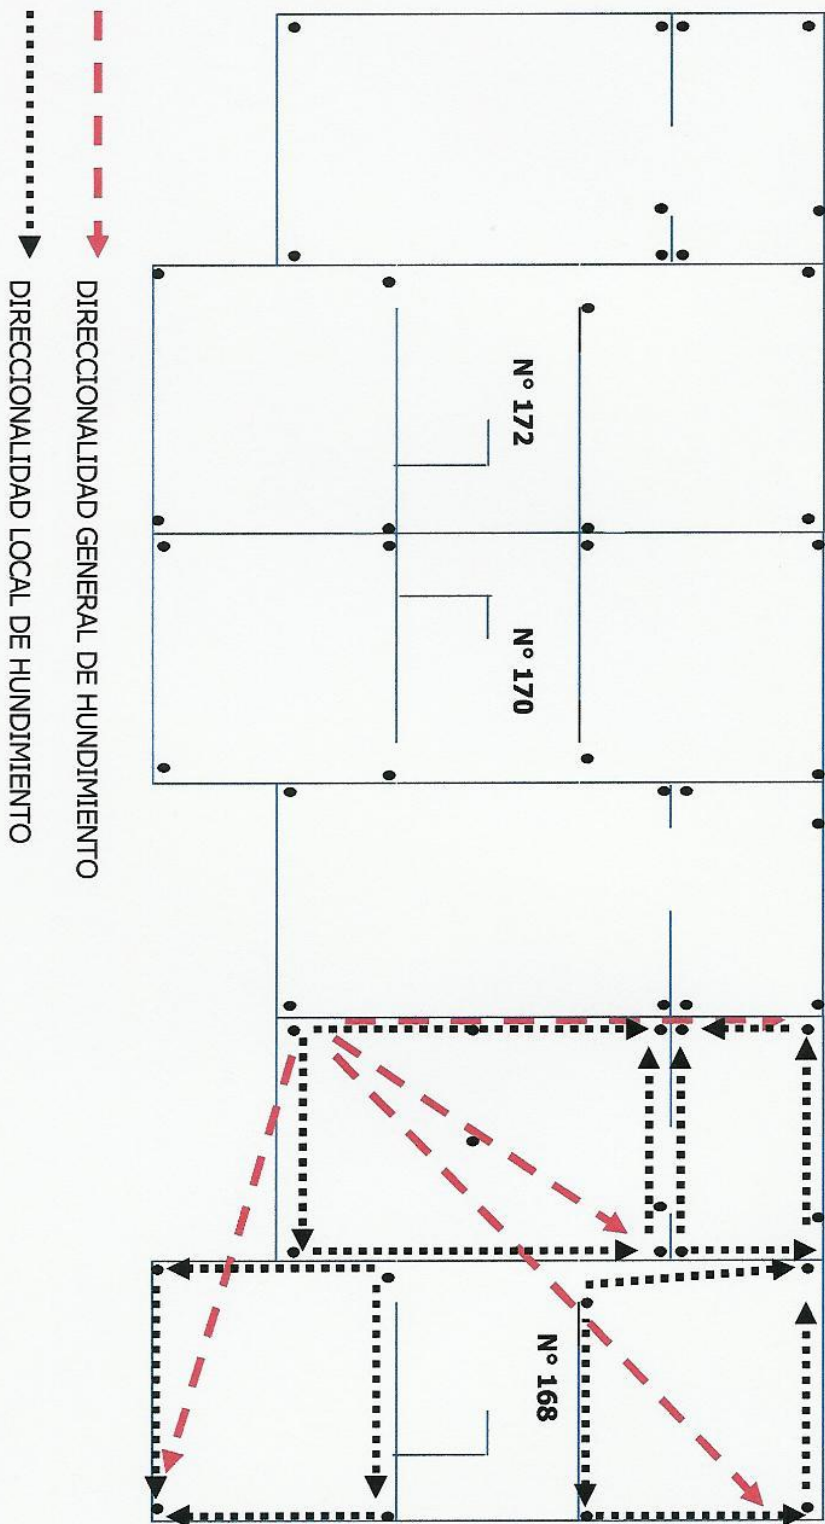 N° 172
N° 170
N° 168
DIRECCIONALIDAD GENERAL DE HUNDIMIENTO
DIRECCIONALIDAD LOCAL DE HUNDIMIENTO